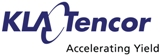 KLA Tencor
Accelerating Yield